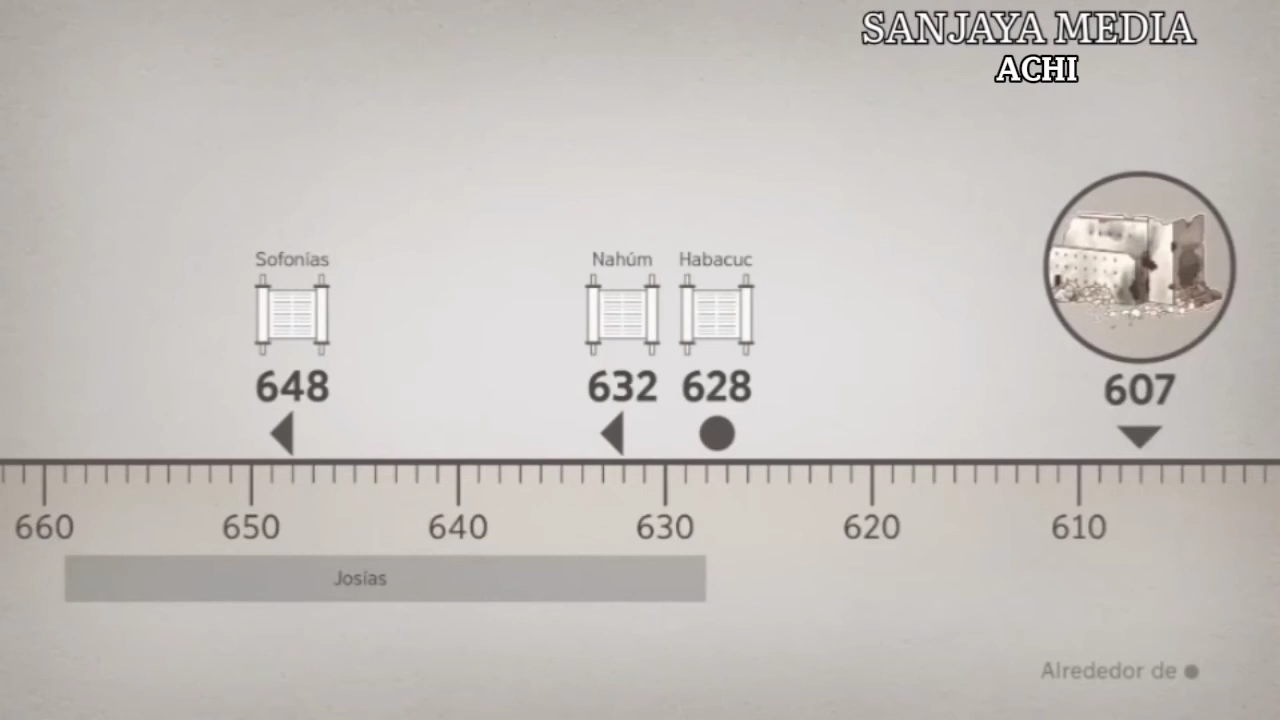 SANJAYA MEDIA
ACHI
Sofonías
Nahúm
Habacuc
648
632
628
607
660
650
640
630
620
610
Josías
Alrededor de